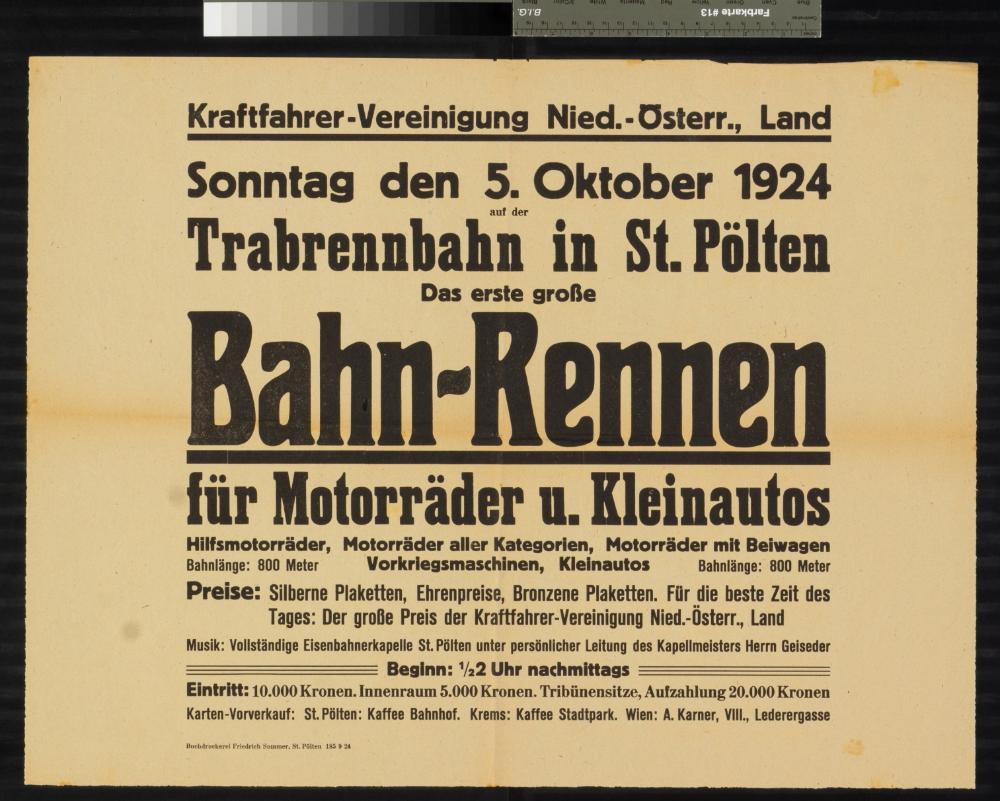 Kraftfahrer-Vereinigung Nied.-Österr., Land
Sonntag den 5. Oktober 1924
auf der
Trabrennbahn in St. Pölten
Das erste große
Bahn-Rennen
für Motorräder u. Kleinautos
Hilfsmotorräder, Motorräder aller Kategorien, Motorräder mit Beiwagen
Bahnlänge: 800 Meter Vorkriegsmaschinen, Kleinautos Bahnlänge: 800 Meter
Preise: Silberne Plaketten, Ehrenpreise, Bronzene Plaketten. Für die beste Zeit des
Tages: Der große Preis der Kraftfahrer-Vereinigung Nied.-Österr., Land
Musik: Vollständige Eisenbahnerkapelle St. Pölten unter persönlicher Leitung des Kapellmeisters Herrn Geiseder
Beginn: ½2 Uhr nachmittags
Eintritt: 10.000 Kronen. Innenraum 5.000 Kronen. Tribünensitze, Aufzahlung 20.000 Kronen
Karten-Vorverkauf: St. Pölten: Kaffee Bahnhof. Krems: Kaffee Stadtpark. Wien: A. Karner, VIII., Lederergasse
Buchdruckerei Friedrich Sommer, St. Pölten 185 9 24
Farbkarte #13
B.I.G.